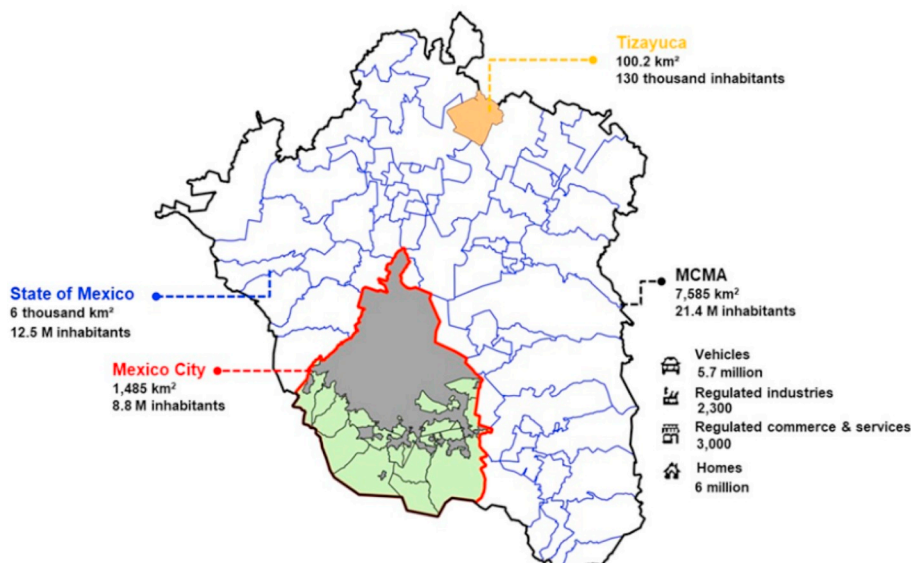 Tizayuca
100.2 km²
130 thousand inhabitants
State of Mexico
6 thousand km²
12.5 M inhabitants
MCMA
7,585 km²
21.4 M inhabitants
Mexico City
1,485 km²
8.8 M inhabitants
Vehicles
5.7 million
Regulated industries
2,300
Regulated commerce & services
3,000
Homes
6 million